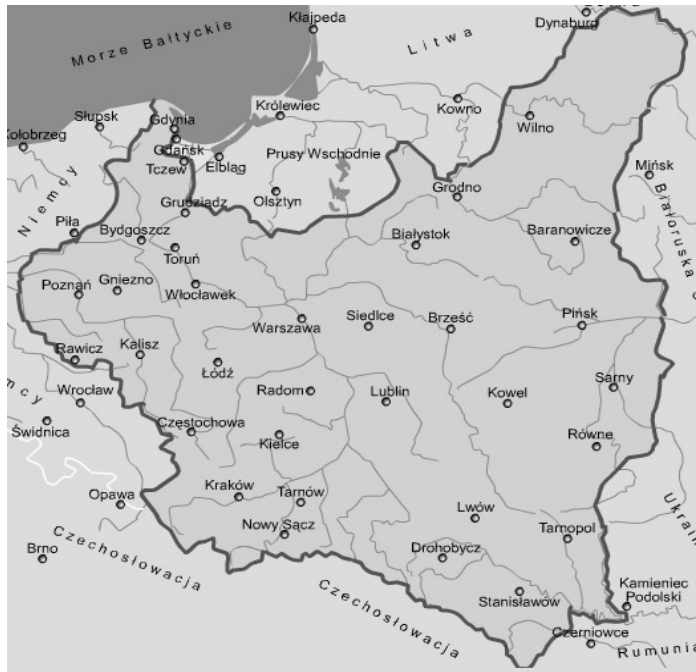 Kłajpeda
Dynaburg
Morze Bałtyckie
Litwa
Słupsk
Gdynia
Królewiec
Kowno
Wilno
Kołobrzeg
Gdańsk
Tczew
Elbląg
Prusy Wschodnie
Mińsk
Niemcy
Grudziądz
Olsztyn
Grodno
Białoruska
Piła
Bydgoszcz
Toruń
Białystok
Baranowicze
Poznań
Gniezno
Włocławek
Warszawa
Siedlce
Brześć
Pińsk
Rawicz
Kalisz
Łódź
Wrocław
Radom
Lublin
Kowel
Sarny
Świdnica
Częstochowa
Kielce
Równe
Opawa
Kraków
Tarnów
Lwów
Nowy Sącz
Tarnopol
Brno
Czechosłowacja
Drohobycz
Czechosłowacja
Stanisławów
Kamieniec
Podolski
Czerniowce
Rumunia